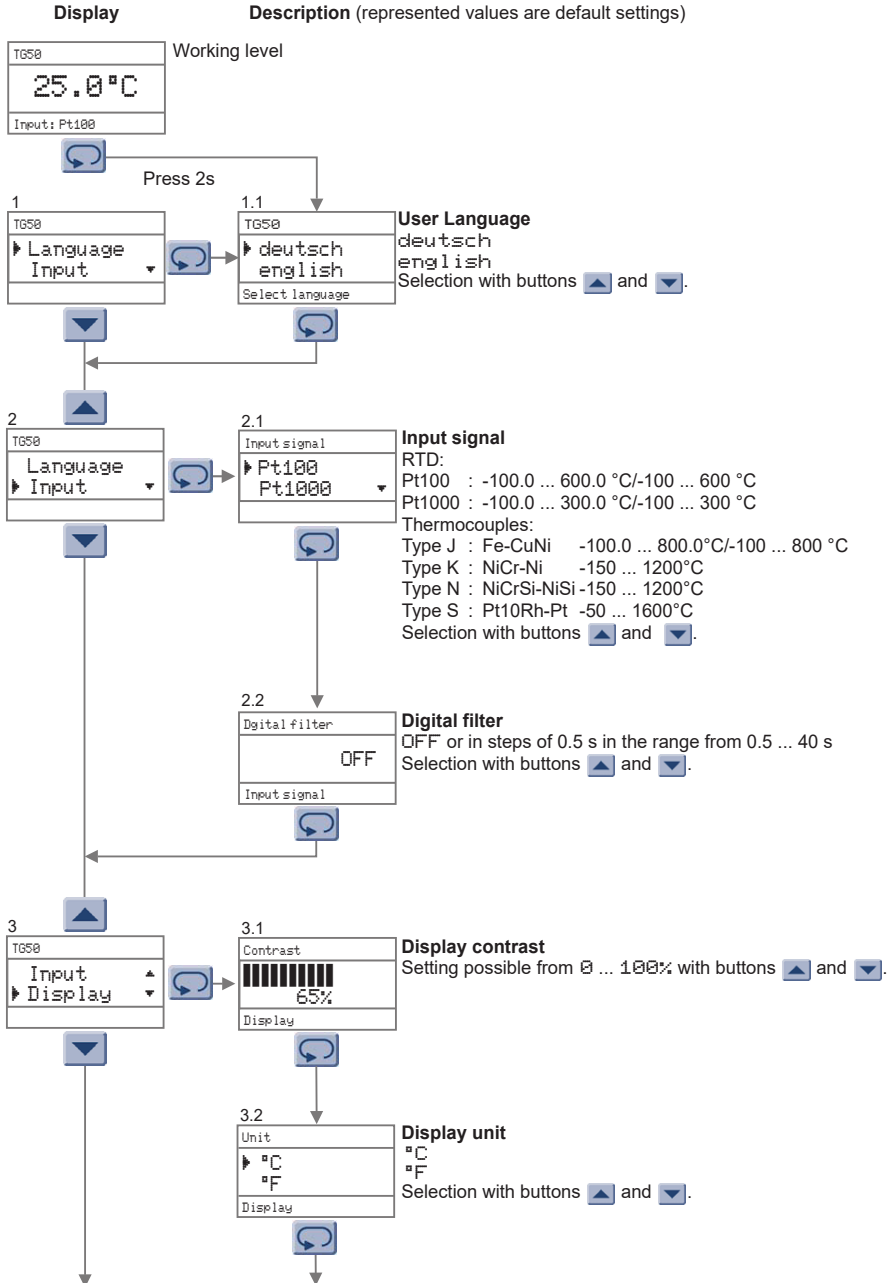 Display Description (represented values are default settings)
TG50
Working level
25.0°C
Input: Pt100
Press 2s
1
TG50
Language
Input
1.1
TG50
deutsch
english
Select language
User Language
deutsch
english
Selection with buttons and .
2
TG50
Language
Input
2.1
Input signal
Pt100
Pt1000
Input signal
RTD:
Pt100 : -100.0 ... 600.0 °C/-100 ... 600 °C
Pt1000 : -100.0 ... 300.0 °C/-100 ... 300 °C
Thermocouples:
Type J : Fe-CuNi -100.0 ... 800.0°C/-100 ... 800 °C
Type K : NiCr-Ni -150 ... 1200°C
Type N : NiCrSi-NiSi -150 ... 1200°C
Type S : Pt10Rh-Pt -50 ... 1600°C
Selection with buttons and .
2.2
Dgital filter
OFF
Input signal
Digital filter
OFF or in steps of 0.5 s in the range from 0.5 ... 40 s
Selection with buttons and .
3
TG50
Input
Display
3.1
Contrast
65%
Display
Display contrast
Setting possible from 0 ... 100% with buttons and .
3.2
Unit
°C
°F
Display
Display unit
°C
°F
Selection with buttons and .